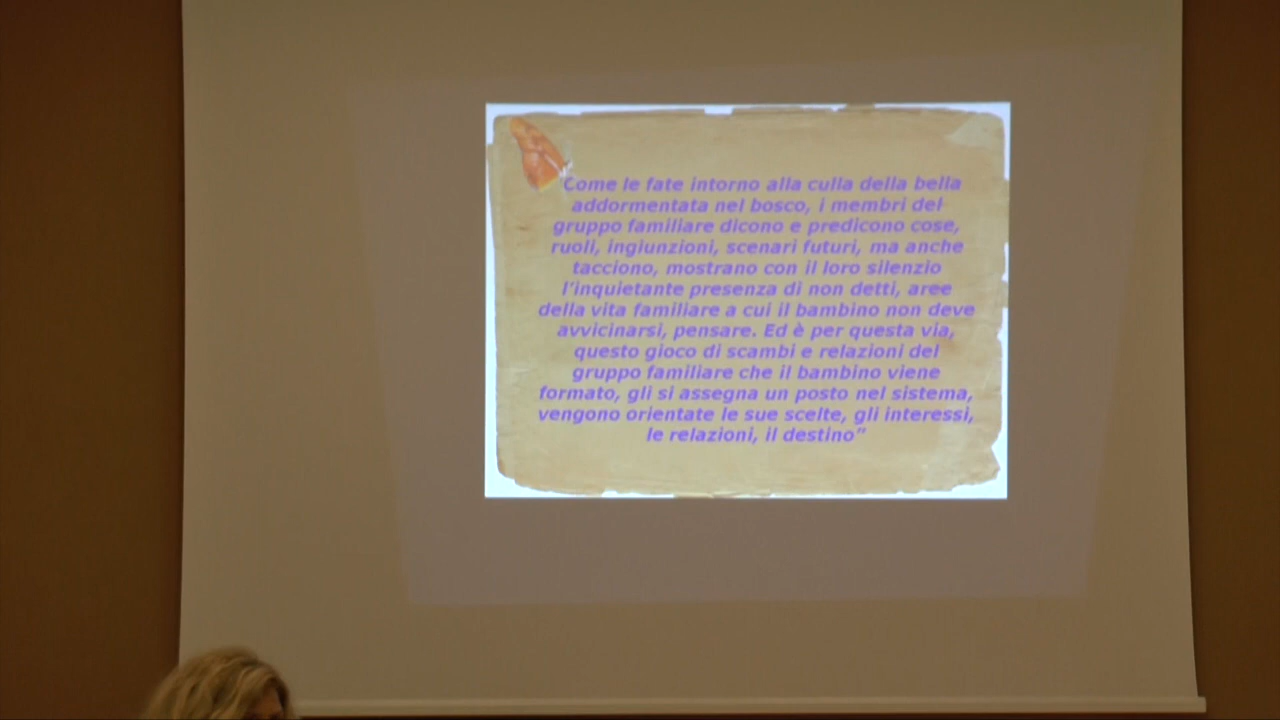 "Come le fate intorno alla culla della bella
addormentata nel bosco, i membri del
gruppo familiare dicono e predicono cose,
ruoli, ingiunzioni, scenari futuri, ma anche
tacciono, mostrano con il loro silenzio
l'inquietante presenza di non detti, aree
della vita familiare a cui il bambino non deve
avvicinarsi, pensare. Ed è per questa via,
questo gioco di scambi e relazioni del
gruppo familiare che il bambino viene
formato, gli si assegna un posto nel sistema,
vengono orientate le sue scelte, gli interessi,
le relazioni, il destino"